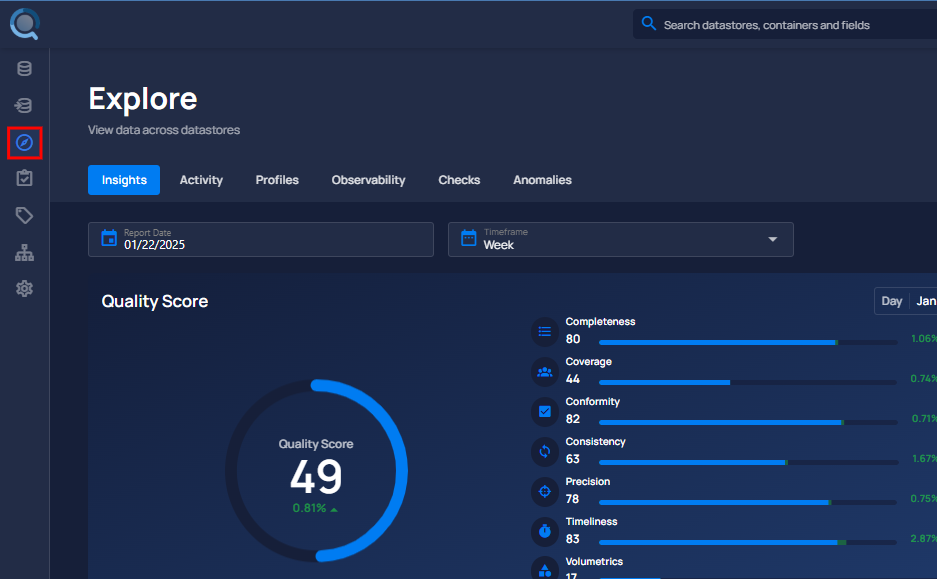 Search datastores, containers and fields
Explore
View data across datastores
Insights Activity Profiles Observability Checks Anomalies
Report Date
01/22/2025
Timeframe
Week
Quality Score
Day Jan
Completeness
80 1.06%
Coverage
44 0.74%
Conformity
82 0.71%
Consistency
63 1.67%
Precision
78 0.75%
Timeliness
83 2.87%
Volumetrics
17
Quality Score
49
0.81%